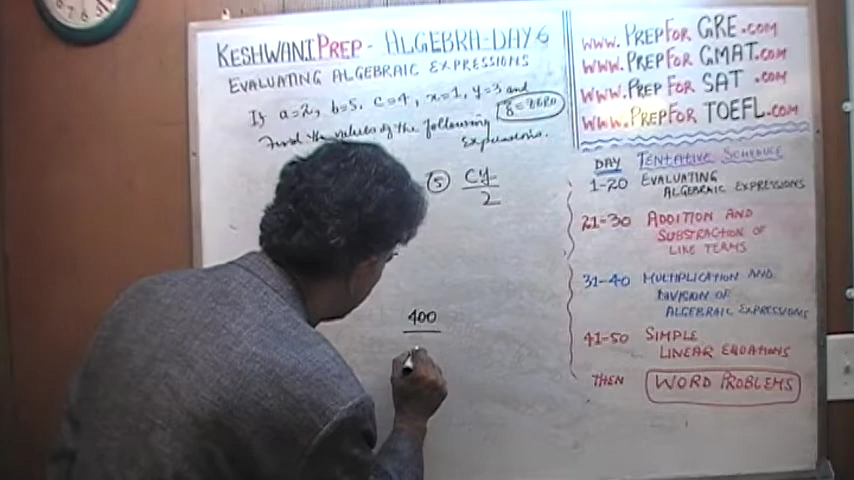 KESHWANI PREP - ALGEBRA-DAY 6
EVALUATING ALGEBRAIC EXPRESSIONS
If a=2, b=5, c=4, x=1, y=3 and
z=ZERO
find the values of the following
expressions.
5 cy
2
400
www.PREPFOR GRE.com
www.PREPFOR GMAT.com
www.PREP FOR SAT.com
www.PREPFOR TOEFL.com
DAY TENTATIVE SCHEDULE
1-20 EVALUATING
ALGEBRAIC EXPRESSIONS
21-30 ADDITION AND
SUBSTRACTION OF
LIKE TERMS
31-40 MULTIPLICATION AND
DIVISION OF
ALGEBRAIC EXPRESSIONS
41-50 SIMPLE
LINEAR EQUATIONS
THEN WORD PROBLEMS